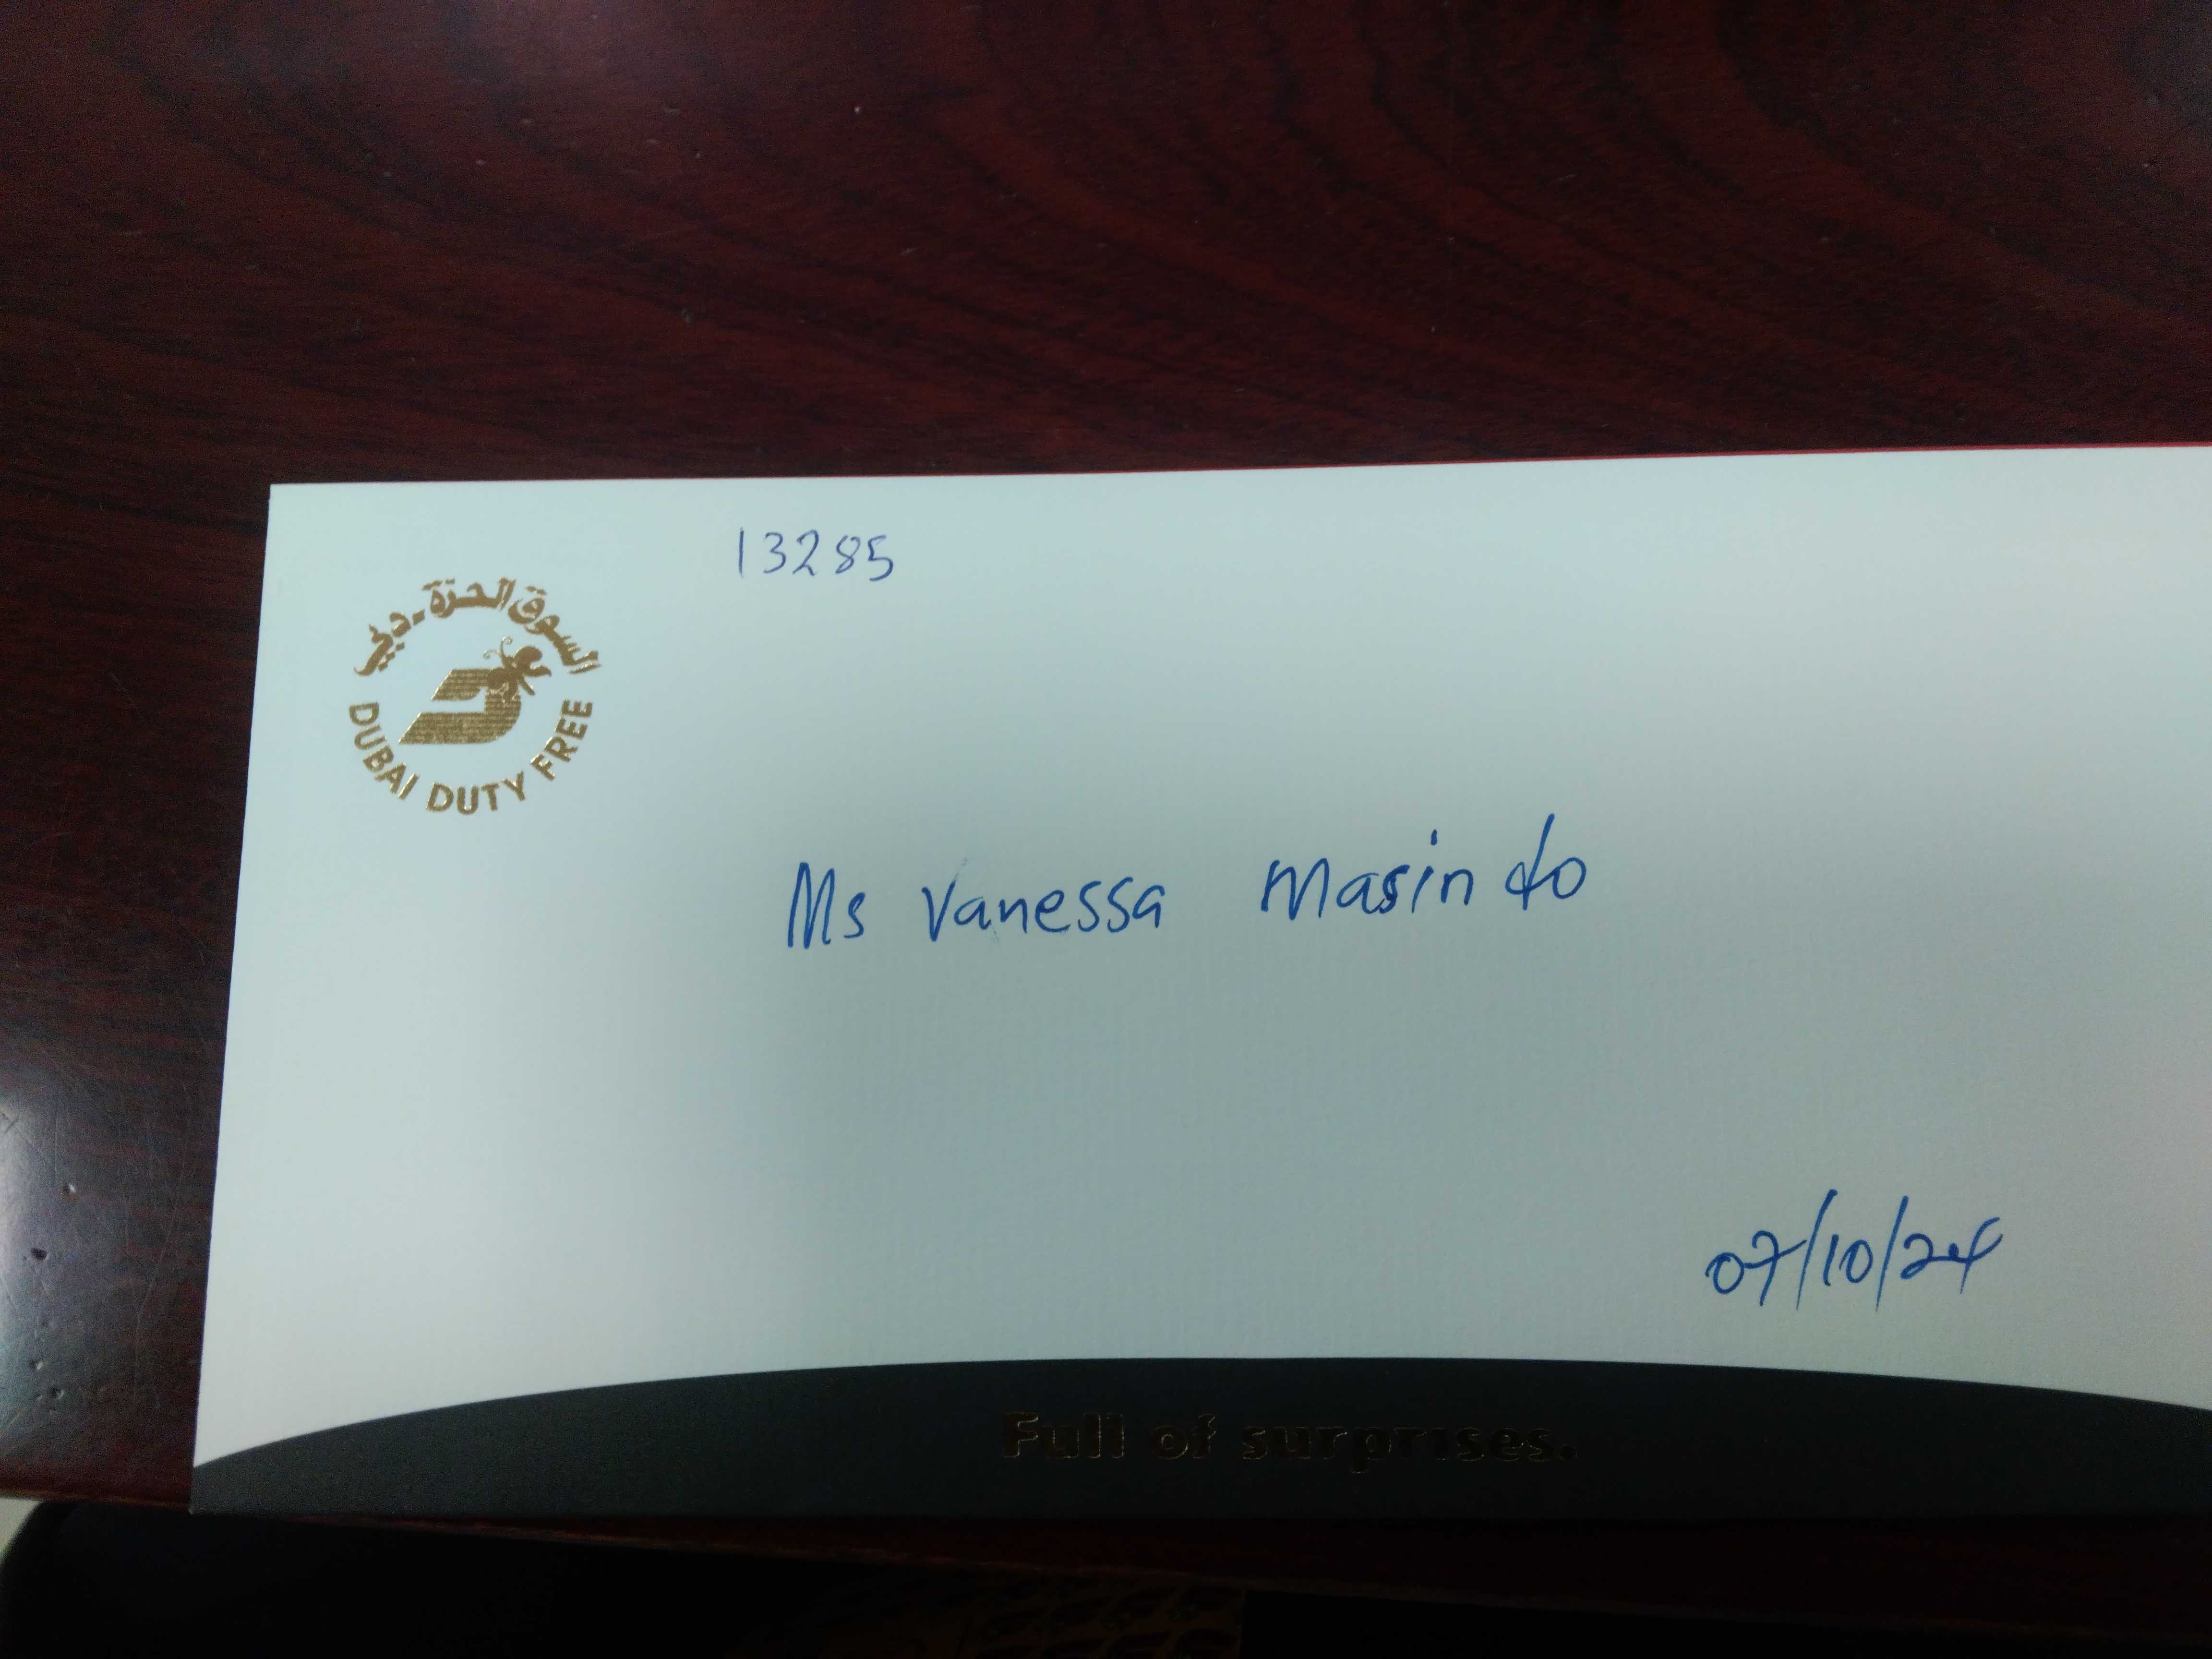 13285
السوق الحرة - دبي
DUBAI DUTY FREE
Ms Vanessa Masindo
07/10/24
Full of surprises.